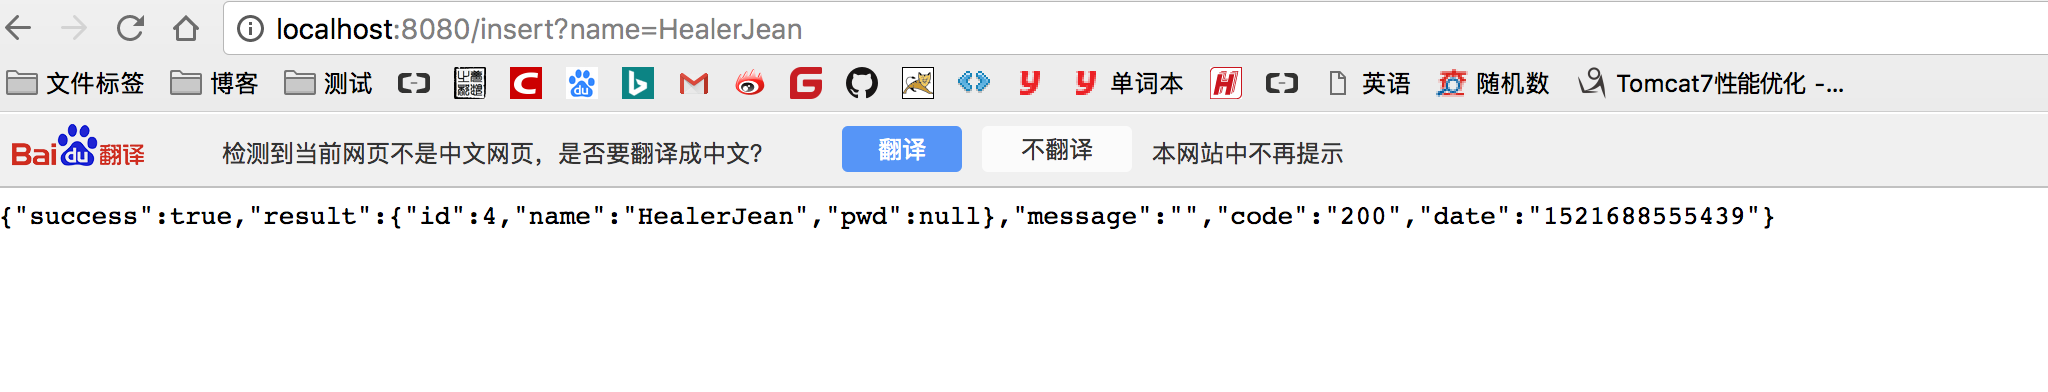 localhost:8080/insert?name=HealerJean
文件标签 博客 测试 C du b G y y 单词本 H 英语 随机数 Tomcat7性能优化 -...
Bai du 翻译 检测到当前网页不是中文网页，是否要翻译成中文? 翻译 不翻译 本网站中不再提示
{"success":true,"result":{"id":4,"name":"HealerJean","pwd":null},"message":"","code":"200","date":"1521688555439"}